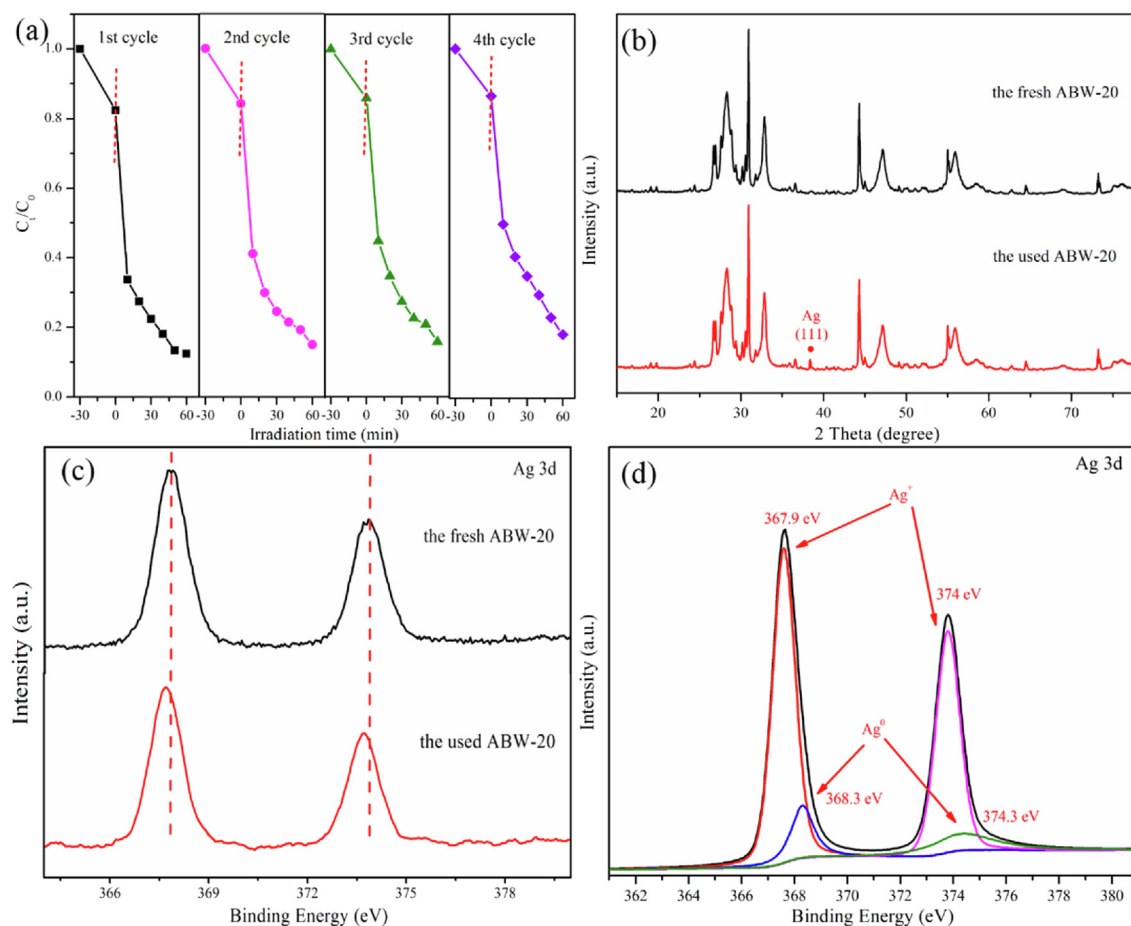 (a)
1st cycle
2nd cycle
3rd cycle
4th cycle
1.0
0.8
0.6
0.4
0.2
0.0
C_t/C_0
-30 0 30 60
-30 0 30 60
-30 0 30 60
-30 0 30 60
Irradiation time (min)
(b)
the fresh ABW-20
the used ABW-20
Ag
(111)
Intensity (a.u.)
20 30 40 50 60 70
2 Theta (degree)
(c)
Ag 3d
the fresh ABW-20
the used ABW-20
Intensity (a.u.)
366 369 372 375 378
Binding Energy (eV)
(d)
Ag 3d
Ag⁺
367.9 eV
374 eV
Ag⁰
368.3 eV
374.3 eV
Intensity (a.u.)
362 364 366 368 370 372 374 376 378 380
Binding Energy (eV)